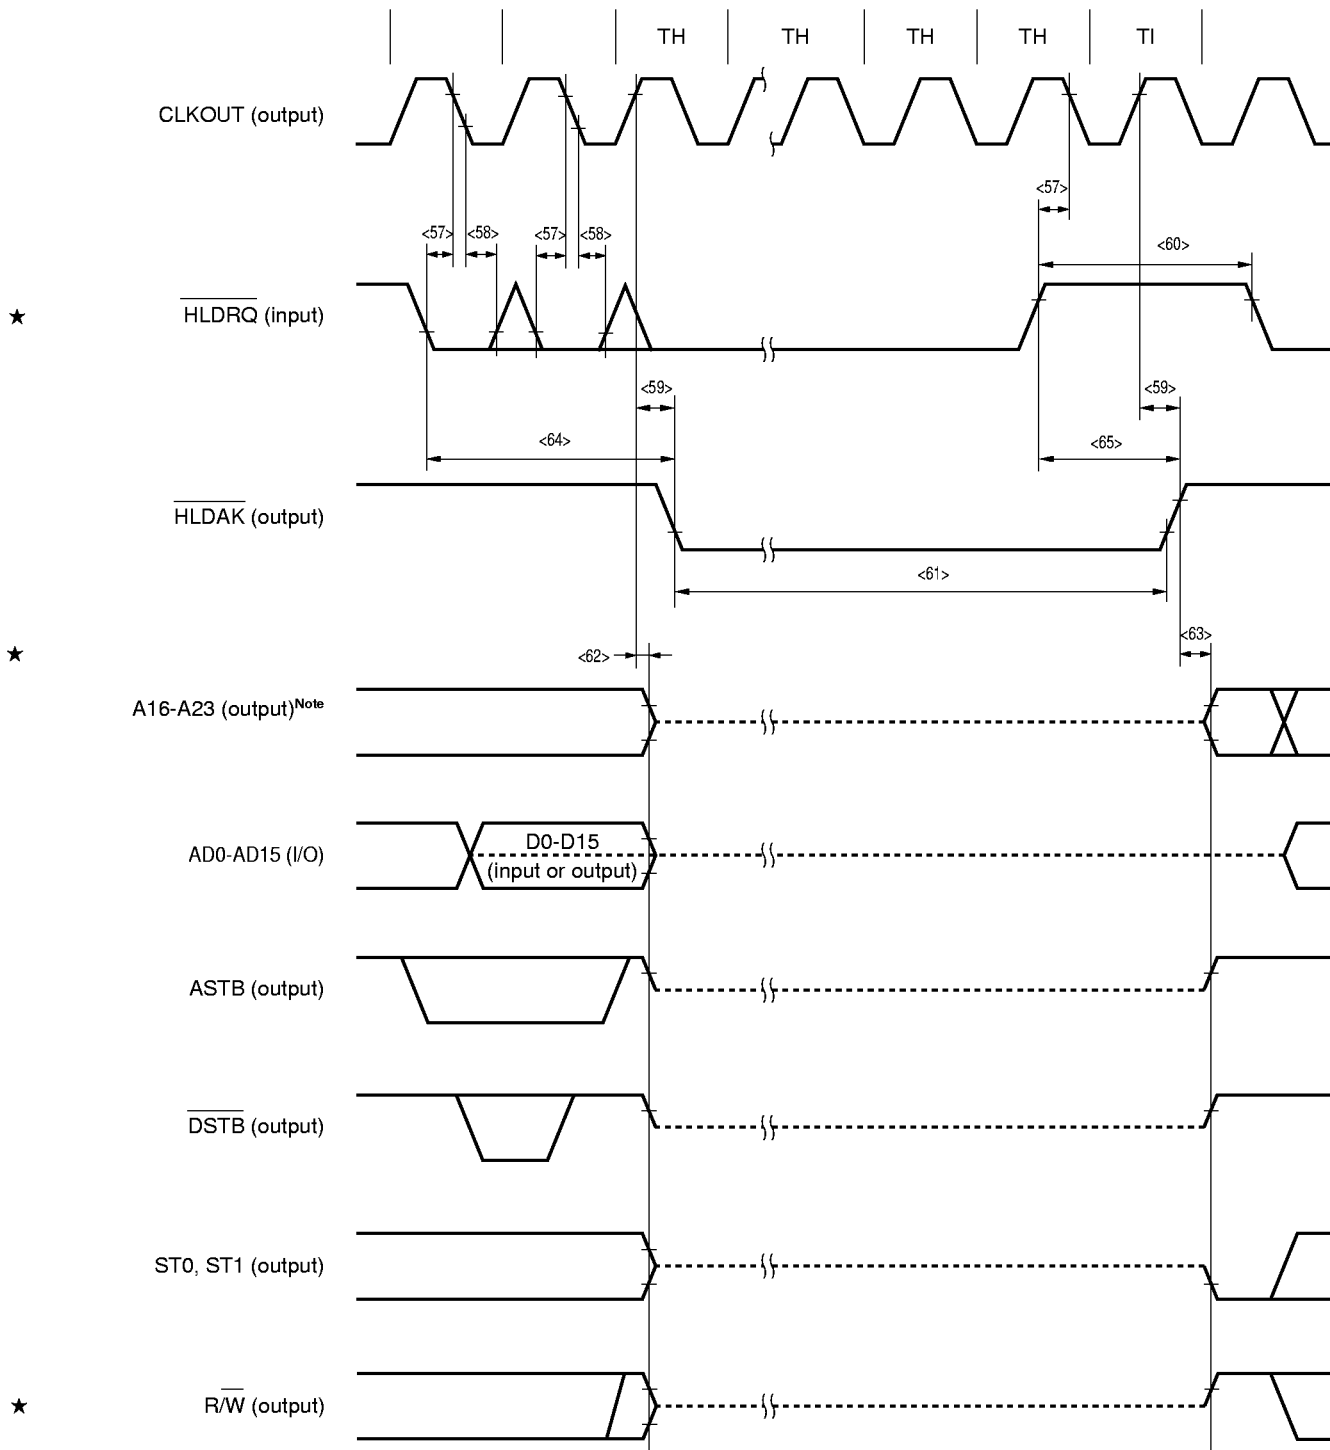 TH TH TH TH TI
CLKOUT (output)
<57>
<57> <58> <57> <58>
<60>
★ HLDRQ (input)
<59> <59>
<64> <65>
HLDAK (output)
<61>
<63>
★ <62>
A16-A23 (output)Note
D0-D15
AD0-AD15 (I/O)
(input or output)
ASTB (output)
DSTB (output)
ST0, ST1 (output)
★ R/W (output)